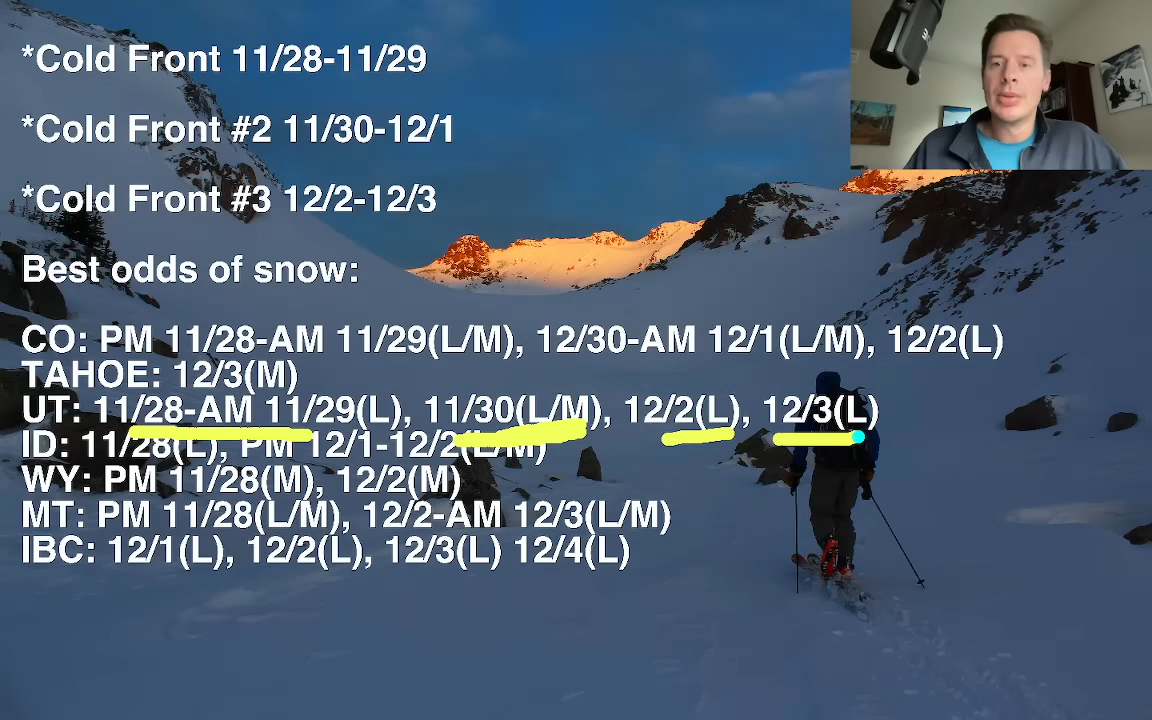 *Cold Front 11/28-11/29
*Cold Front #2 11/30-12/1
*Cold Front #3 12/2-12/3
Best odds of snow:
CO: PM 11/28-AM 11/29(L/M), 12/30-AM 12/1(L/M), 12/2(L)
TAHOE: 12/3(M)
UT: 11/28-AM 11/29(L), 11/30(L/M), 12/2(L), 12/3(L)
ID: 11/28(L), PM 12/1-12/2(L/M)
WY: PM 11/28(M), 12/2(M)
MT: PM 11/28(L/M), 12/2-AM 12/3(L/M)
IBC: 12/1(L), 12/2(L), 12/3(L) 12/4(L)